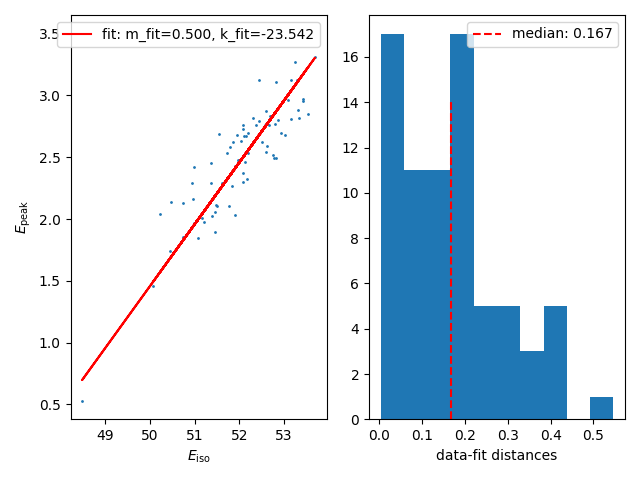 fit: m_fit=0.500, k_fit=-23.542
3.5
3.0
2.5
2.0
1.5
1.0
0.5
E_peak
49 50 51 52 53
E_iso
median: 0.167
16
14
12
10
8
6
4
2
0
0.0 0.1 0.2 0.3 0.4 0.5
data-fit distances